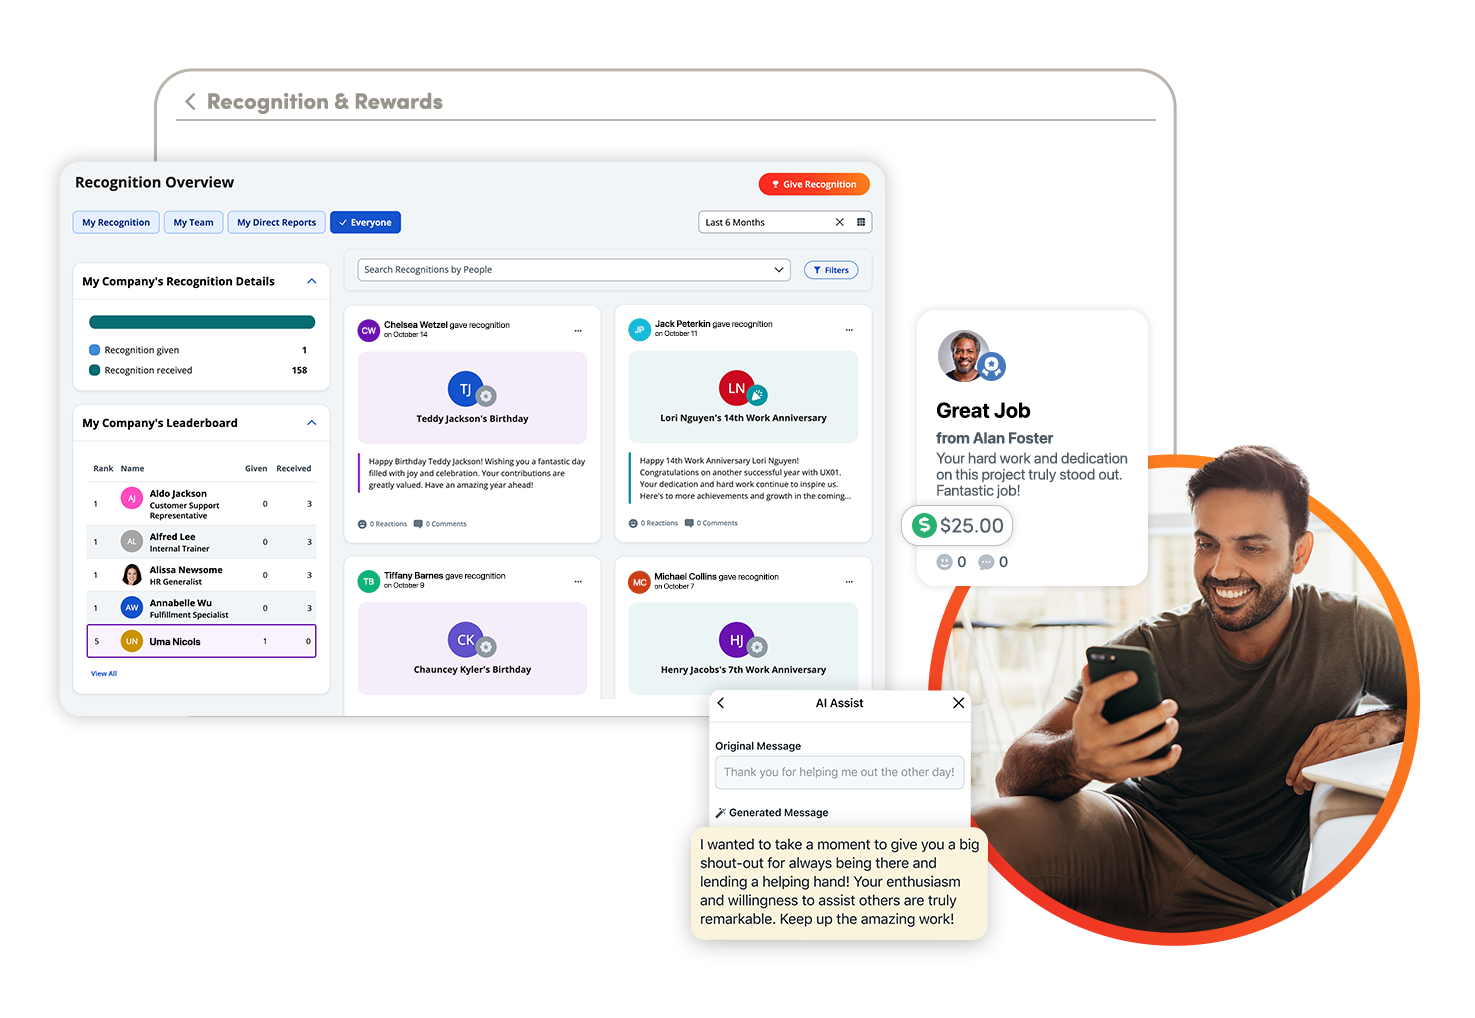 Recognition & Rewards
Recognition Overview
Give Recognition
My Recognition
My Team
My Direct Reports
Everyone
Last 6 Months
My Company's Recognition Details
Recognition given 1
Recognition received 158
My Company's Leaderboard
Rank Name Given Received
1 AJ Aldo Jackson 0 3
Customer Support
Representative
1 AL Alfred Lee 0 3
Internal Trainer
1 Alissa Newsome 0 3
HR Generalist
1 AW Annabelle Wu 0 3
Fulfillment Specialist
5 UN Uma Nicols 1 0
View All
Search Recognitions by People
Filters
CW Chelsea Wetzel gave recognition ...
on October 14
TJ
Teddy Jackson's Birthday
Happy Birthday Teddy Jackson! Wishing you a fantastic day
filled with joy and celebration. Your contributions are
greatly valued. Have an amazing year ahead!
0 Reactions 0 Comments
JP Jack Peterkin gave recognition ...
on October 11
LN
Lori Nguyen's 14th Work Anniversary
Happy 14th Work Anniversary Lori Nguyen!
Congratulations on another successful year with UX01.
Your dedication and hard work continue to inspire us.
Here's to more achievements and growth in the coming...
0 Reactions 0 Comments
TB Tiffany Barnes gave recognition ...
on October 9
CK
Chauncey Kyler's Birthday
MC Michael Collins gave recognition ...
on October 7
HJ
Henry Jacobs's 7th Work Anniversary
Great Job
from Alan Foster
Your hard work and dedication
on this project truly stood out.
Fantastic job!
$ $25.00
0 0
AI Assist
Original Message
Thank you for helping me out the other day!
Generated Message
I wanted to take a moment to give you a big
shout-out for always being there and
lending a helping hand! Your enthusiasm
and willingness to assist others are truly
remarkable. Keep up the amazing work!